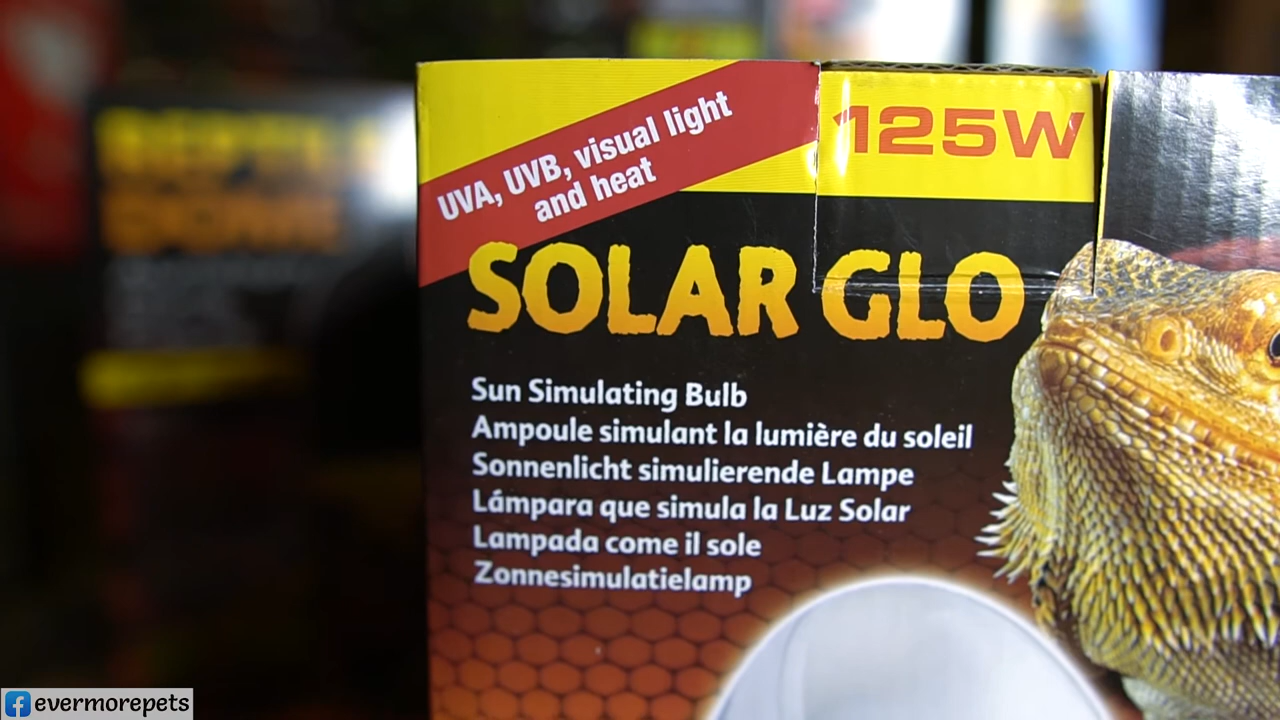 UVA, UVB, visual light
and heat
125W
SOLAR GLO
Sun Simulating Bulb
Ampoule simulant la lumière du soleil
Sonnenlicht simulierende Lampe
Lámpara que simula la Luz Solar
Lampada come il sole
Zonnesimulatielamp
evermorepets